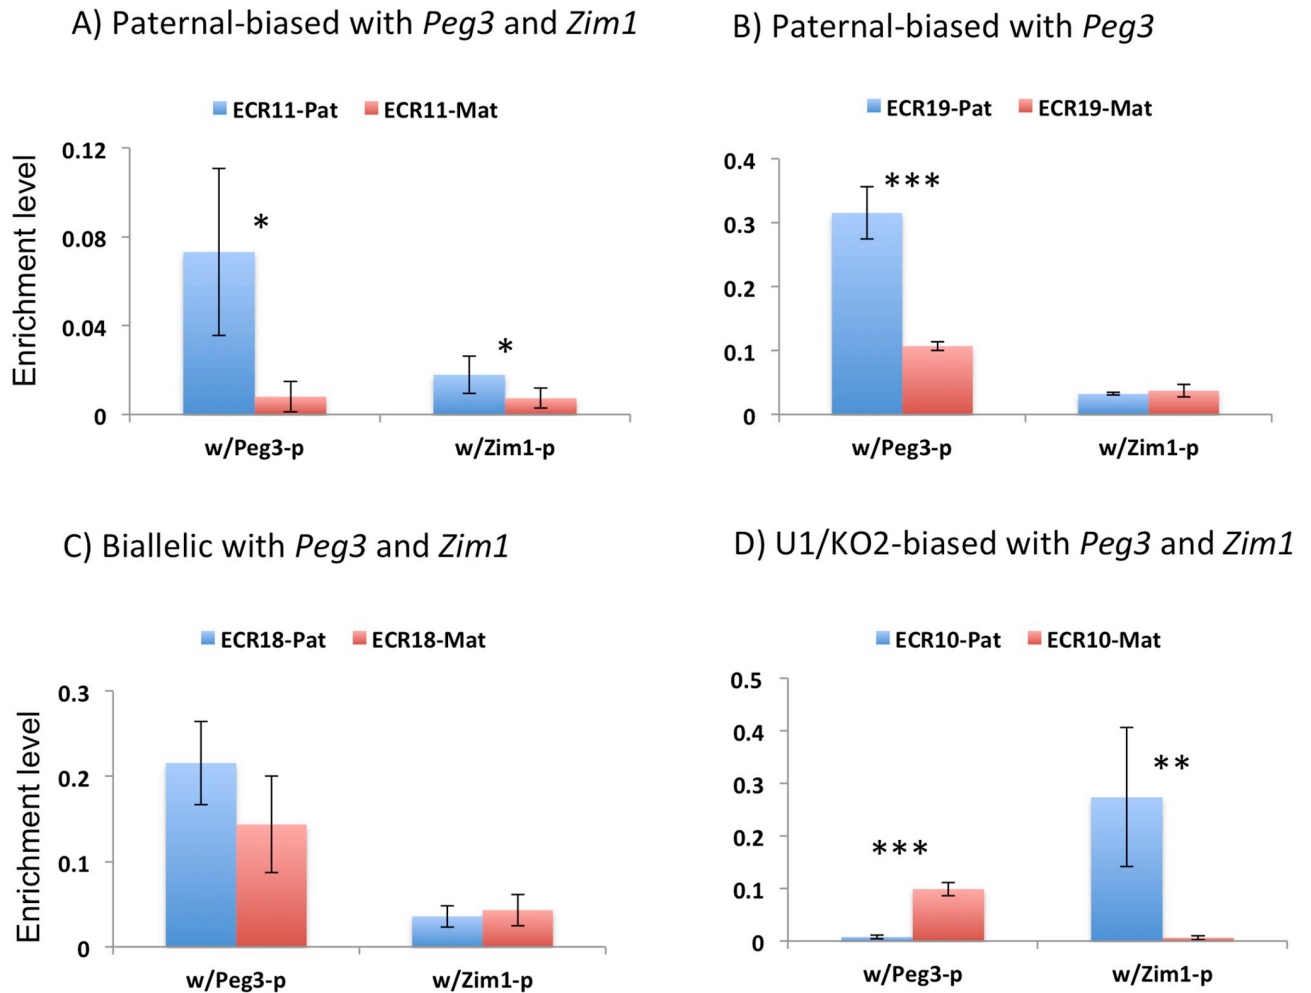 A) Paternal-biased with Peg3 and Zim1
ECR11-Pat ECR11-Mat
Enrichment level
0.12
0.08
0.04
0
*
*
w/Peg3-p w/Zim1-p
B) Paternal-biased with Peg3
ECR19-Pat ECR19-Mat
0.4
0.3
0.2
0.1
0
***
w/Peg3-p w/Zim1-p
C) Biallelic with Peg3 and Zim1
ECR18-Pat ECR18-Mat
Enrichment level
0.3
0.2
0.1
0
w/Peg3-p w/Zim1-p
D) U1/KO2-biased with Peg3 and Zim1
ECR10-Pat ECR10-Mat
0.5
0.4
0.3
0.2
0.1
0
***
**
w/Peg3-p w/Zim1-p